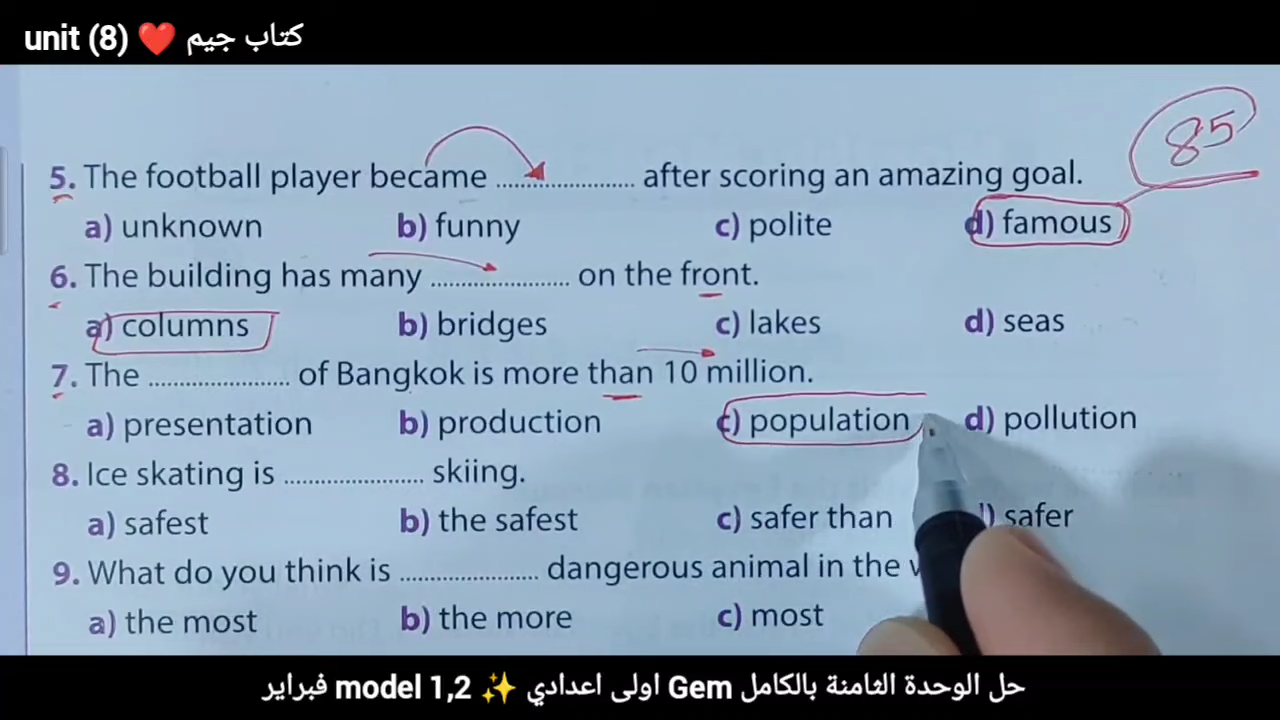 unit (8) ❤️ كتاب جيم
85
5. The football player became ........................ after scoring an amazing goal.
a) unknown b) funny c) polite d) famous
6. The building has many ........................ on the front.
a) columns b) bridges c) lakes d) seas
7. The ........................ of Bangkok is more than 10 million.
a) presentation b) production c) population d) pollution
8. Ice skating is ........................ skiing.
a) safest b) the safest c) safer than d) safer
9. What do you think is ........................ dangerous animal in the
a) the most b) the more c) most
حل الوحدة الثامنة بالكامل Gem اولى اعدادي ✨ model 1,2 فبراير